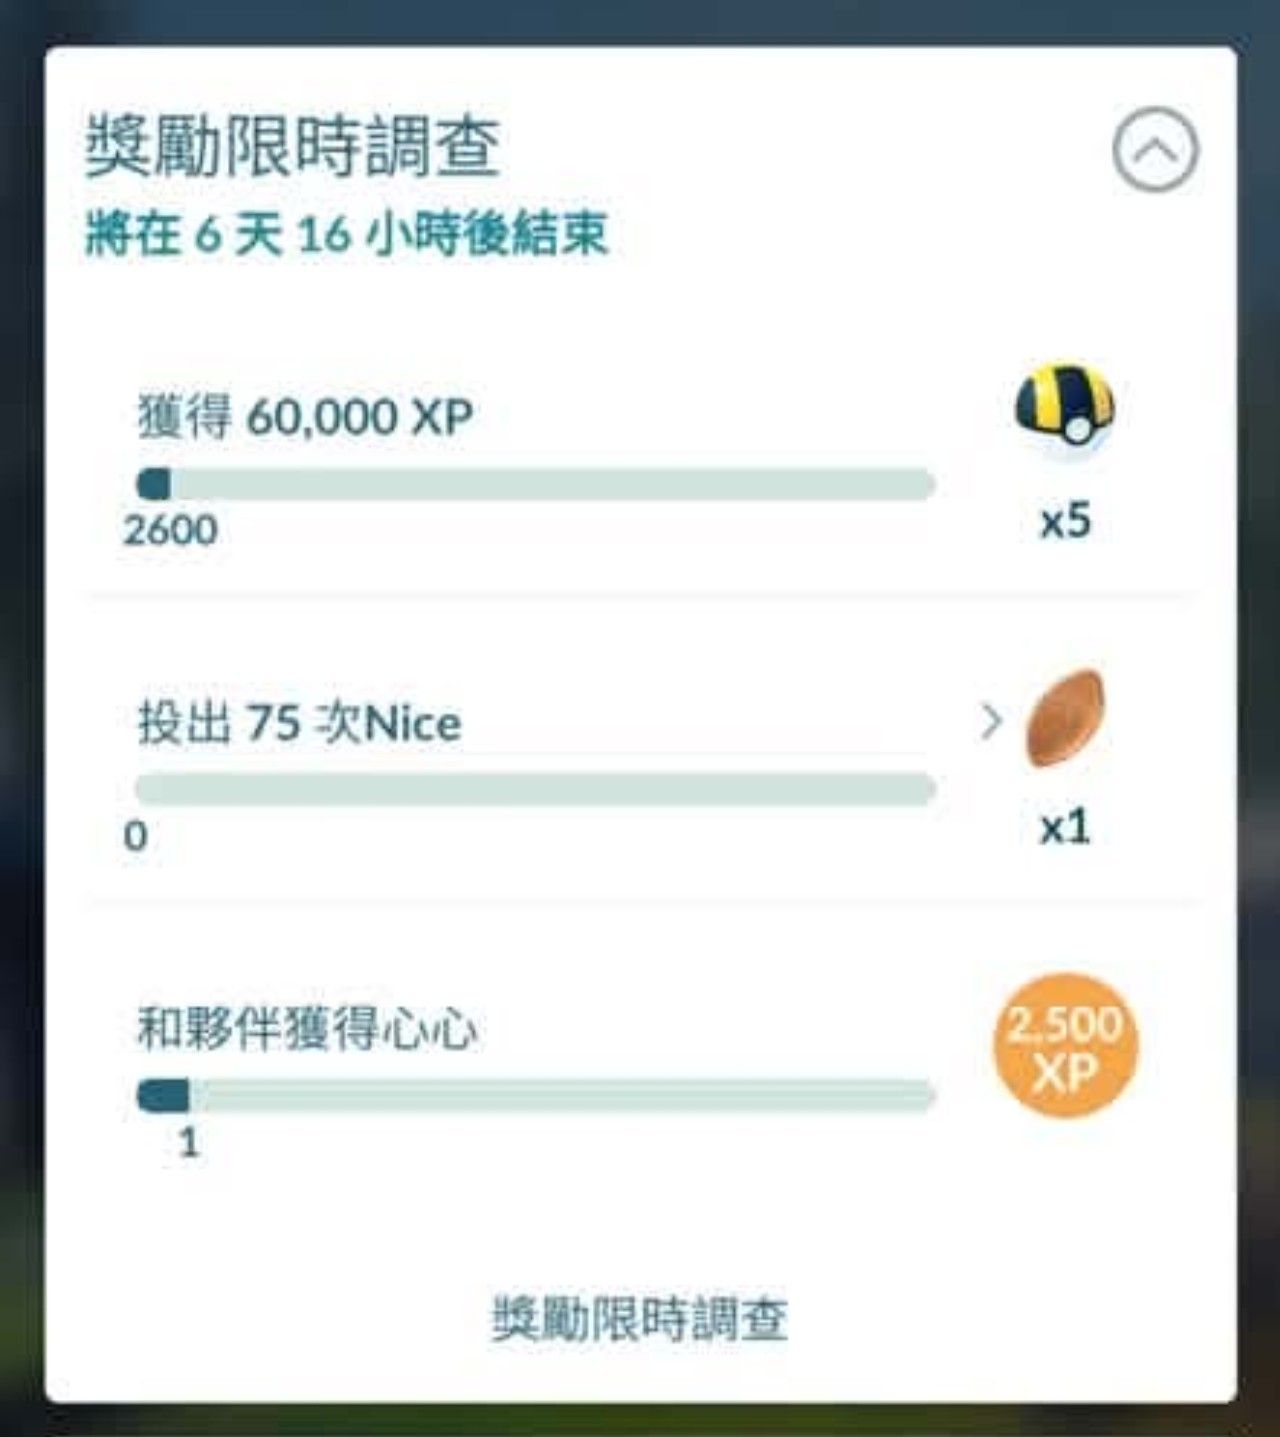 獎勵限時調查
將在 6 天 16 小時後結束
獲得 60,000 XP
2600
x5
投出 75 次Nice
0
x1
和夥伴獲得心心
1
2,500
XP
獎勵限時調查